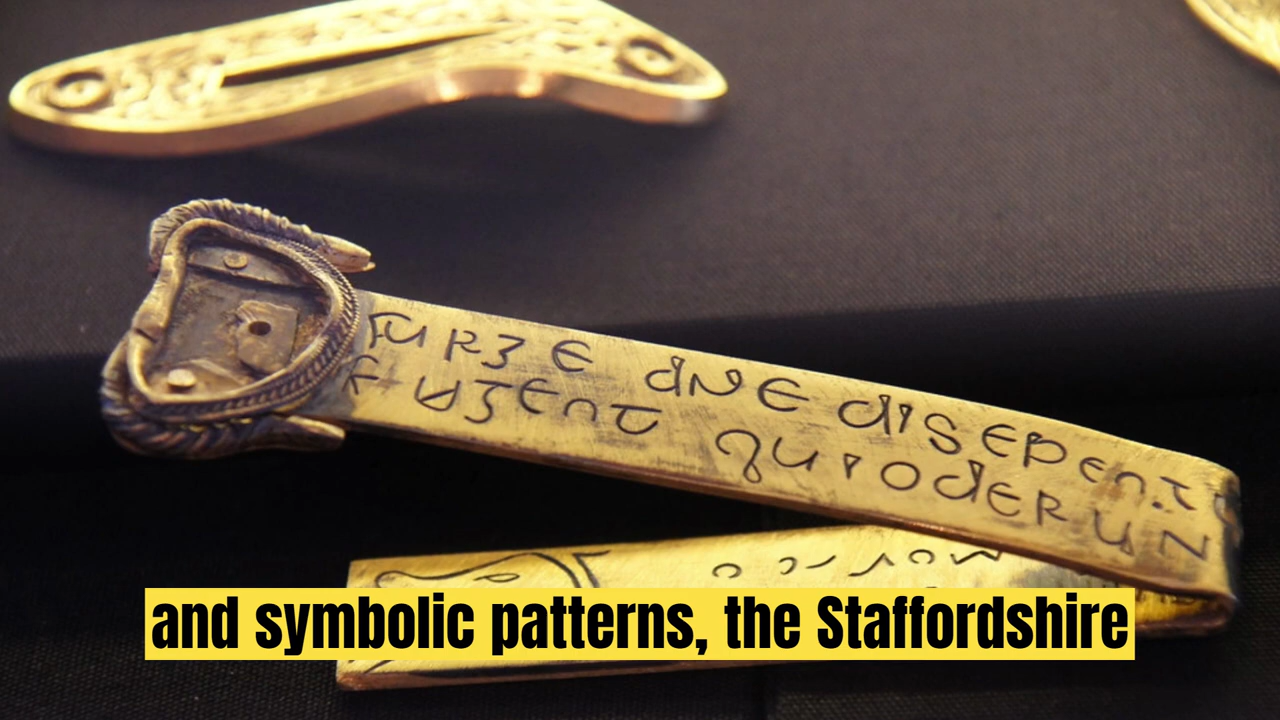 SURGE DNE DISEPENT
FUGENT QUIODERUN
and symbolic patterns, the Staffordshire